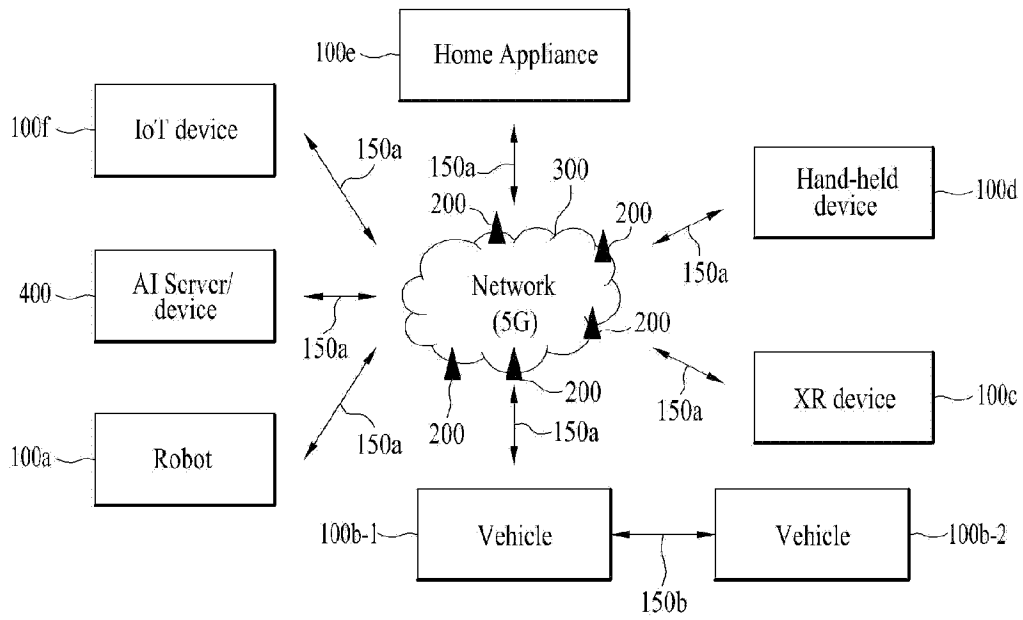 100e
Home Appliance
100f
IoT device
150a
150a
300
200
200
Hand-held
device
100d
150a
400
AI Server/
device
150a
Network
(5G)
200
150a
XR device
100c
200
200
150a
150a
100a
Robot
100b-1
Vehicle
Vehicle
100b-2
150b